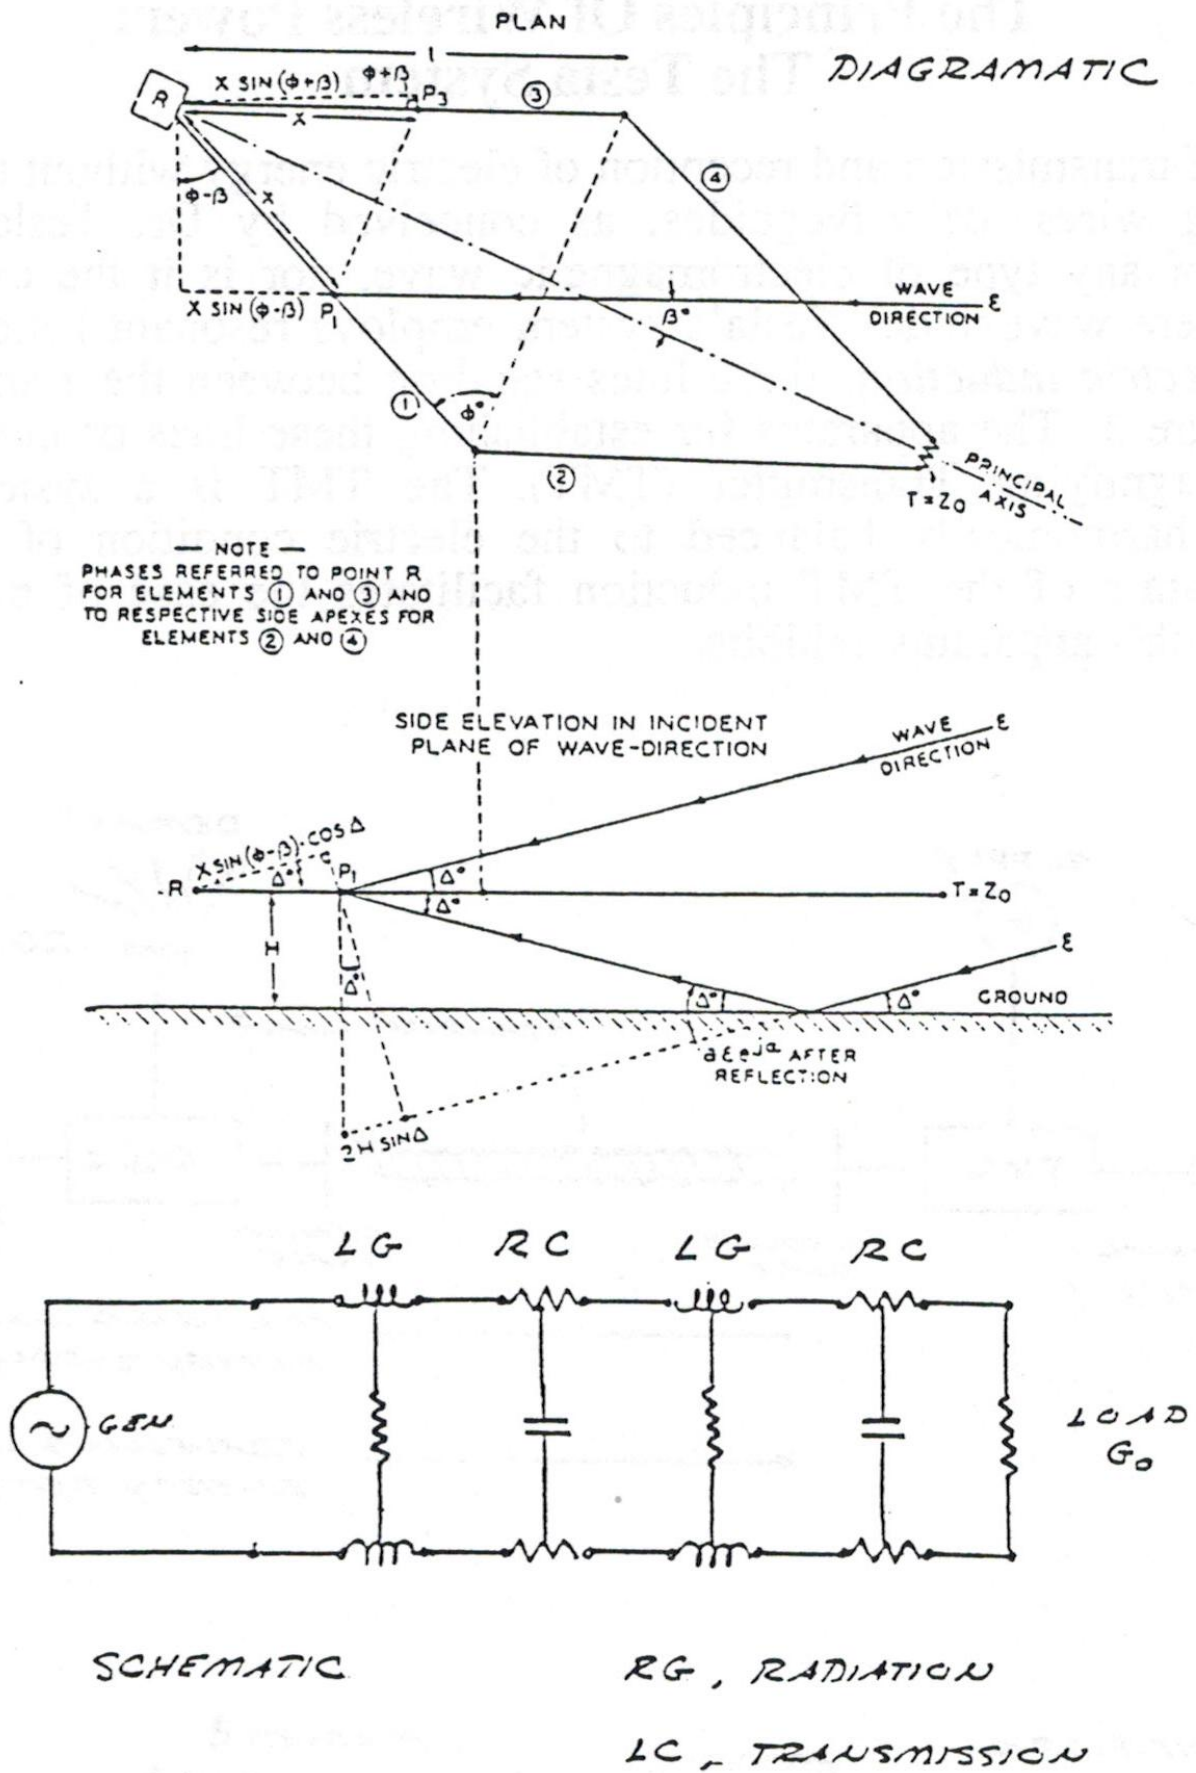 PLAN
DIAGRAMATIC
l
X SIN(Φ+β)
Φ+β
R
P3
③
X
④
Φ-β
X
X SIN(Φ-β)
P1
β°
WAVE
DIRECTION
ε
①
Φ°
②
T=Z0
PRINCIPAL
AXIS
— NOTE —
PHASES REFERRED TO POINT R
FOR ELEMENTS ① AND ③ AND
TO RESPECTIVE SIDE APEXES FOR
ELEMENTS ② AND ④
SIDE ELEVATION IN INCIDENT
PLANE OF WAVE-DIRECTION
WAVE
DIRECTION
ε
X SIN(Φ-β)·COS Δ
R
Δ°
P1
Δ°
Δ°
T=Z0
H
Δ°
ε
Δ°
Δ°
GROUND
aεe^jα AFTER
REFLECTION
2H SIN Δ
LG RC LG RC
GEN
LOAD
G0
SCHEMATIC
RG, RADIATION
LC, TRANSMISSION